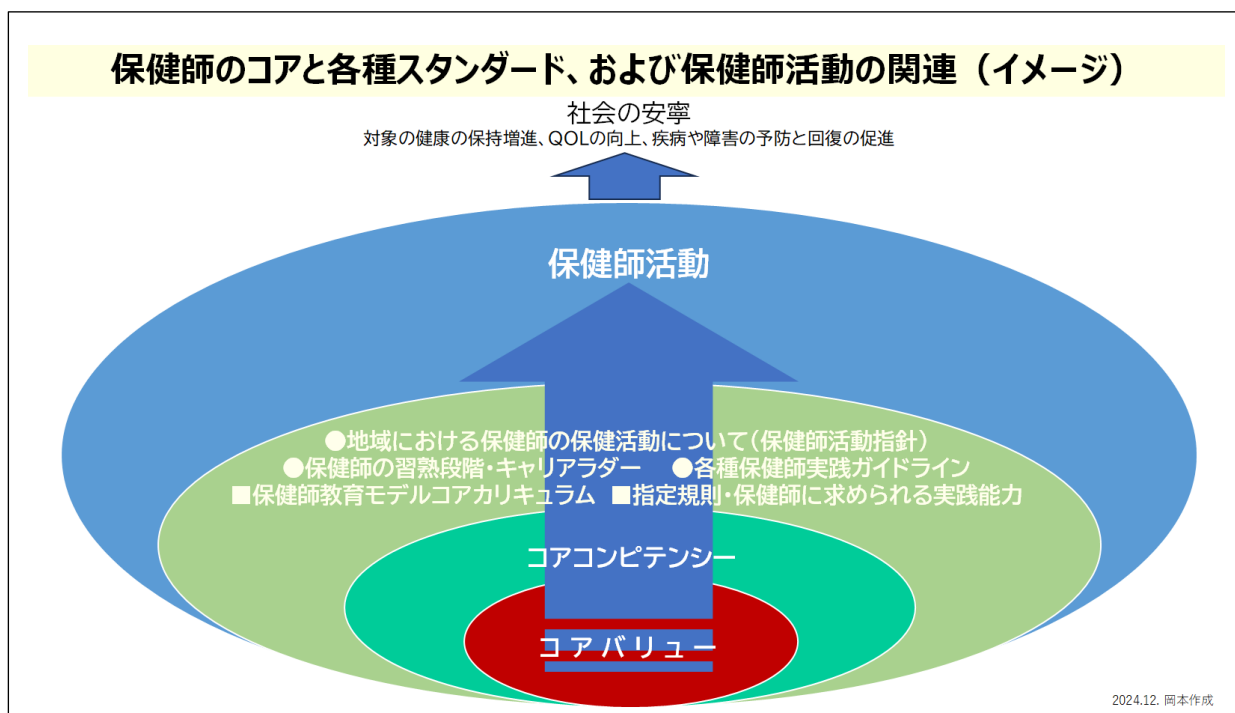 保健師のコアと各種スタンダード、および保健師活動の関連（イメージ）
社会の安寧
対象の健康の保持増進、QOLの向上、疾病や障害の予防と回復の促進
保健師活動
●地域における保健師の保健活動について（保健師活動指針）
●保健師の習熟段階・キャリアラダー　●各種保健師実践ガイドライン
■保健師教育モデルコアカリキュラム　■指定規則・保健師に求められる実践能力
コアコンピテンシー
コアバリュー
2024.12. 岡本作成